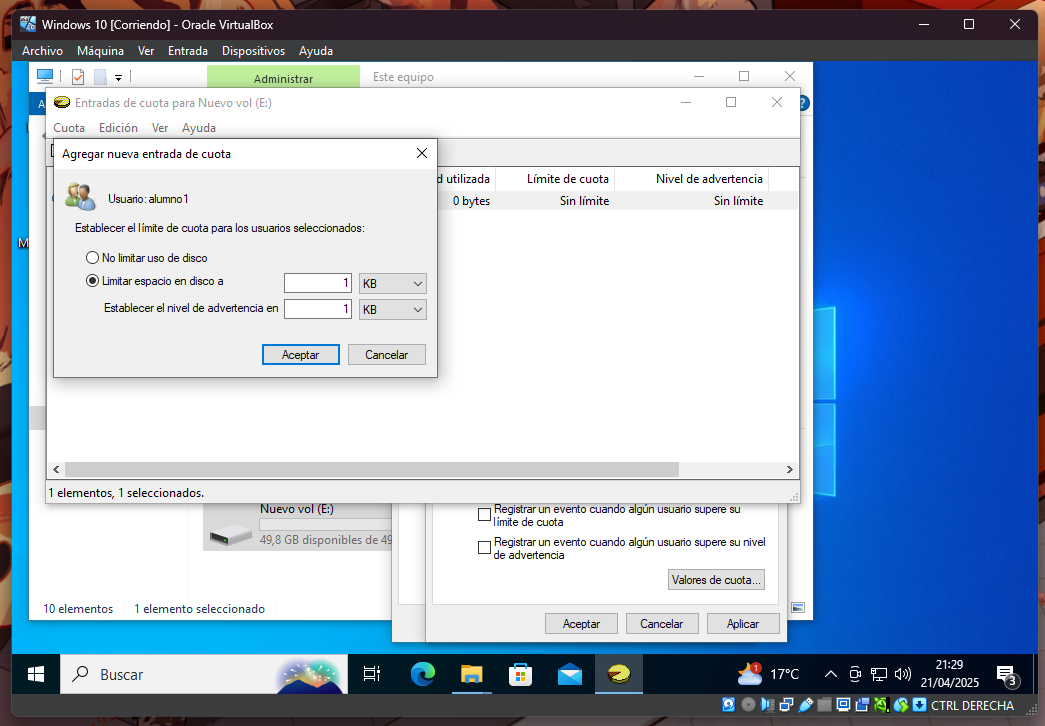 Windows 10 [Corriendo] - Oracle VirtualBox
Archivo Máquina Ver Entrada Dispositivos Ayuda
Administrar Este equipo
A
Entradas de cuota para Nuevo vol (E:)
Cuota Edición Ver Ayuda
Agregar nueva entrada de cuota
d utilizada Límite de cuota Nivel de advertencia
0 bytes Sin límite Sin límite
Usuario: alumno1
Establecer el límite de cuota para los usuarios seleccionados:
M
No limitar uso de disco
Limitar espacio en disco a 1 KB
Establecer el nivel de advertencia en 1 KB
Aceptar Cancelar
1 elementos, 1 seleccionados.
Nuevo vol (E:)
49,8 GB disponibles de 49
Registrar un evento cuando algún usuario supere su
límite de cuota
Registrar un evento cuando algún usuario supere su nivel
de advertencia
Valores de cuota...
10 elementos 1 elemento seleccionado
Aceptar Cancelar Aplicar
Buscar
1
17°C
21:29
21/04/2025
3
CTRL DERECHA